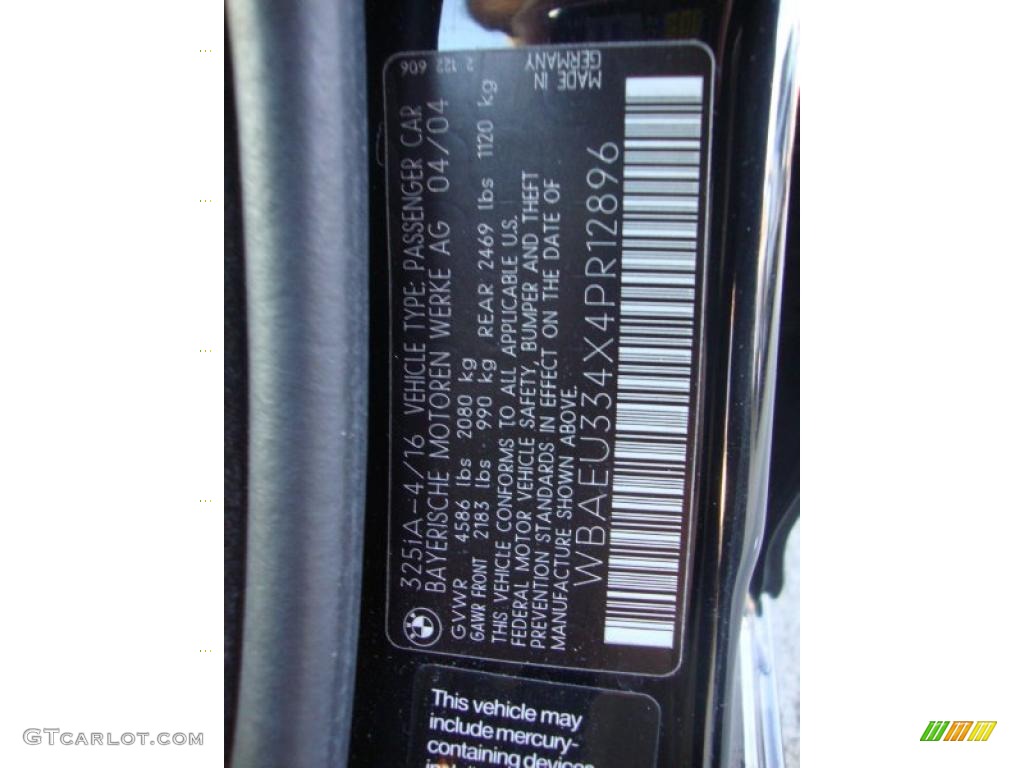 325iA-4/16 VEHICLE TYPE: PASSENGER CAR
BAYERISCHE MOTOREN WERKE AG 04/04
GVWR 4586 lbs 2080 kg
GAWR FRONT 2183 lbs 990 kg REAR 2469 lbs 1120 kg
THIS VEHICLE CONFORMS TO ALL APPLICABLE U.S.
FEDERAL MOTOR VEHICLE SAFETY, BUMPER AND THEFT
PREVENTION STANDARDS IN EFFECT ON THE DATE OF
MANUFACTURE SHOWN ABOVE.
WBAEU334X4PR12896
2 122 606
MADE IN
GERMANY
This vehicle may
include mercury-
containing devices
GTCARLOT.COM